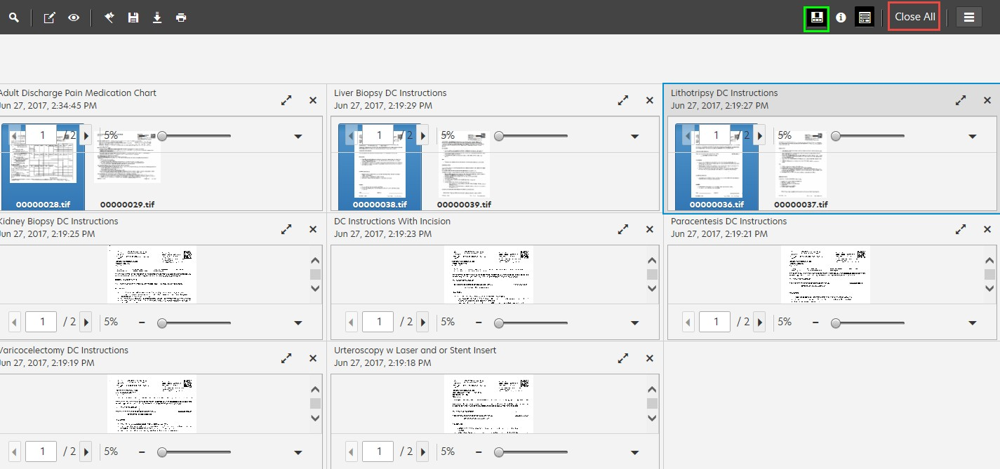 Close All
Adult Discharge Pain Medication Chart
Jun 27, 2017, 2:34:45 PM
1 / 2 5%
00000028.tif 00000029.tif
Liver Biopsy DC Instructions
Jun 27, 2017, 2:19:29 PM
1 / 2 5%
00000038.tif 00000039.tif
Lithotripsy DC Instructions
Jun 27, 2017, 2:19:27 PM
1 / 2 5%
00000036.tif 00000037.tif
Kidney Biopsy DC Instructions
Jun 27, 2017, 2:19:25 PM
1 / 2 5%
DC Instructions With Incision
Jun 27, 2017, 2:19:23 PM
1 / 2 5%
Paracentesis DC Instructions
Jun 27, 2017, 2:19:21 PM
1 / 2 5%
Varicocelectomy DC Instructions
Jun 27, 2017, 2:19:19 PM
1 / 2 5%
Urteroscopy w Laser and or Stent Insert
Jun 27, 2017, 2:19:18 PM
1 / 2 5%